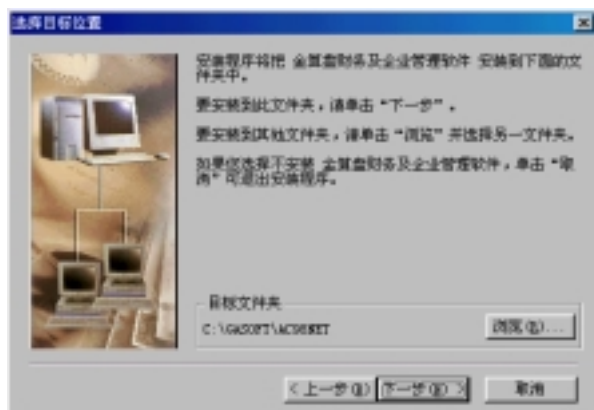 选择目标位置
安装程序将把 金算盘财务及企业管理软件 安装到下面的文
件夹中。
要安装到此文件夹，请单击“下一步”。
要安装到其他文件夹，请单击“浏览”并选择另一文件夹。
如果您选择不安装 金算盘财务及企业管理软件，单击“取
消”可退出安装程序。
目标文件夹
C:\GASOFT\AC98NET
浏览(R)...
<上一步(B)
下一步(N)>
取消